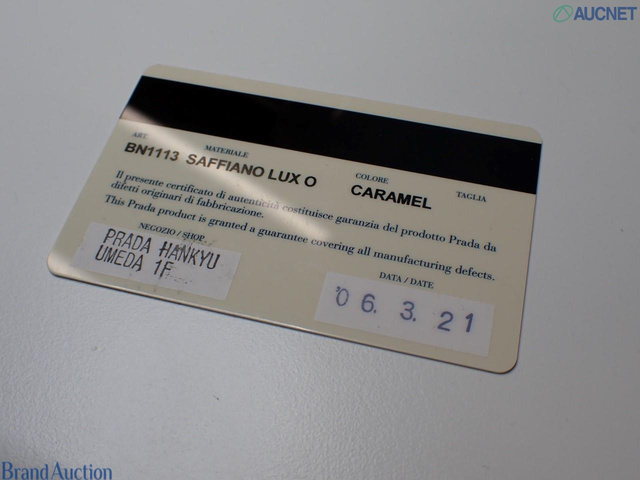 AUCNET
ART. MATERIALE COLORE TAGLIA
BN1113 SAFFIANO LUX O CARAMEL
Il presente certificato di autenticità costituisce garanzia del prodotto Prada da
difetti originari di fabbricazione.
This Prada product is granted a guarantee covering all manufacturing defects.
NEGOZIO / SHOP
PRADA HANKYU
UMEDA 1F
DATA / DATE
'06. 3. 21
Brand Auction